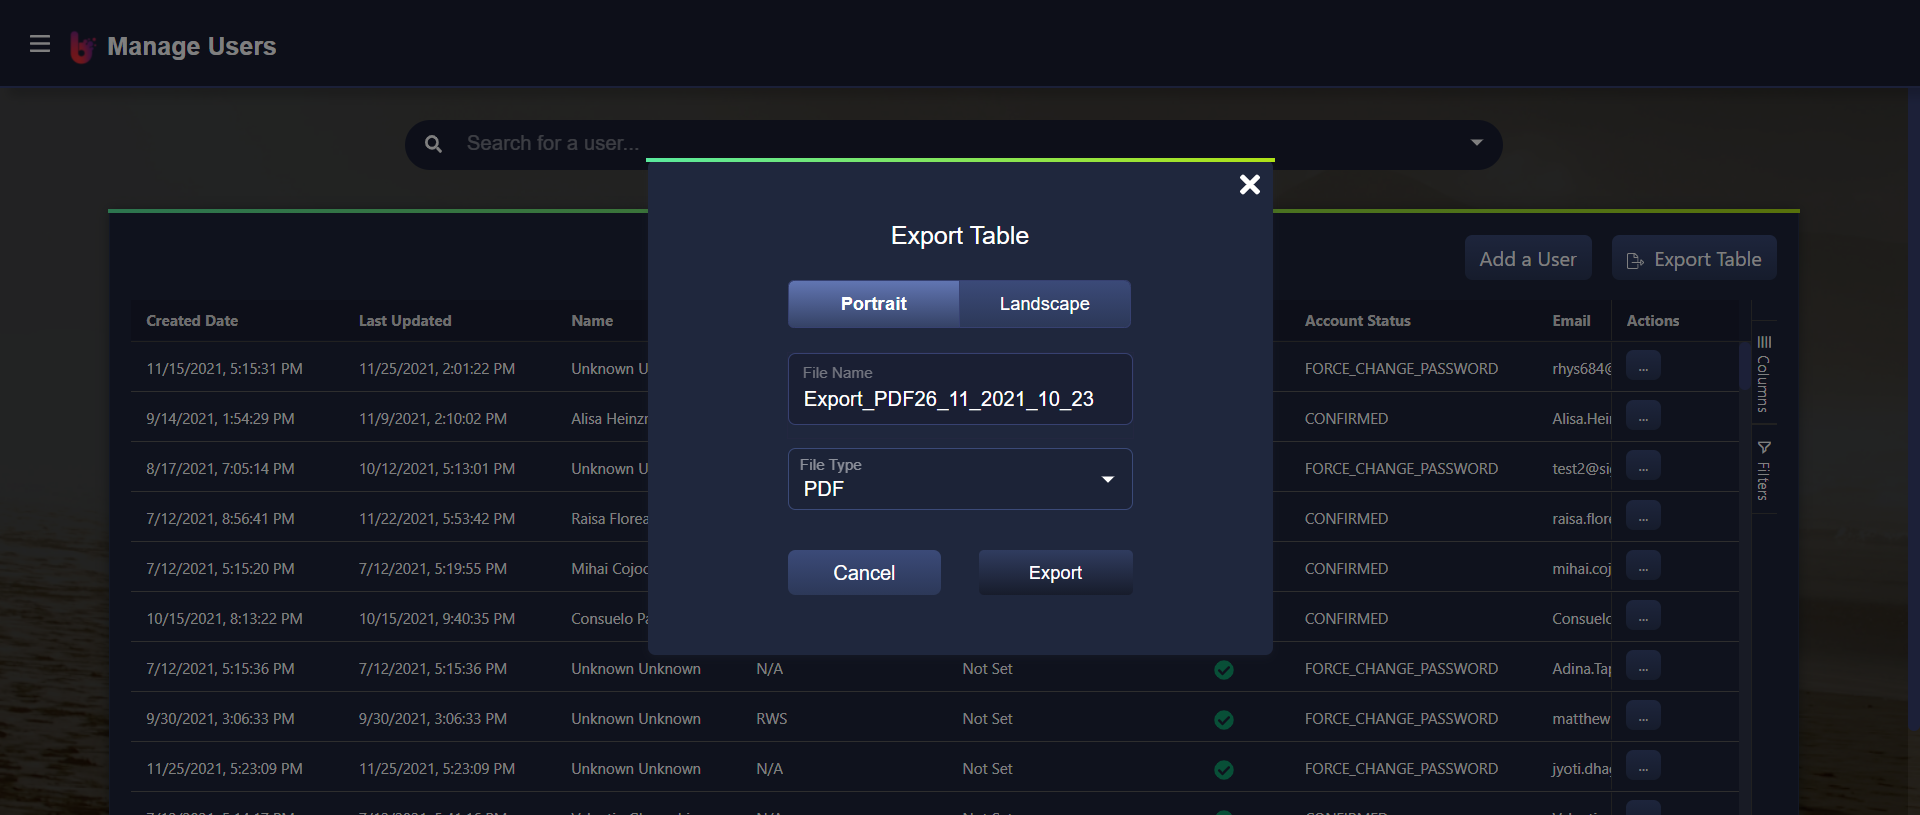 Manage Users
Search for a user...
Export Table
Add a User
Export Table
Portrait
Landscape
File Name
Export_PDF26_11_2021_10_23
File Type
PDF
Cancel
Export
Created Date Last Updated Name Account Status Email Actions
11/15/2021, 5:15:31 PM 11/25/2021, 2:01:22 PM Unknown U FORCE_CHANGE_PASSWORD rhys684@ ...
9/14/2021, 1:54:29 PM 11/9/2021, 2:10:02 PM Alisa Heinz CONFIRMED Alisa.Hei ...
8/17/2021, 7:05:14 PM 10/12/2021, 5:13:01 PM Unknown U FORCE_CHANGE_PASSWORD test2@si ...
7/12/2021, 8:56:41 PM 11/22/2021, 5:53:42 PM Raisa Florea CONFIRMED raisa.flor ...
7/12/2021, 5:15:20 PM 7/12/2021, 5:19:55 PM Mihai Cojo CONFIRMED mihai.coj ...
10/15/2021, 8:13:22 PM 10/15/2021, 9:40:35 PM Consuelo P CONFIRMED Consuelo ...
7/12/2021, 5:15:36 PM 7/12/2021, 5:15:36 PM Unknown Unknown N/A Not Set FORCE_CHANGE_PASSWORD Adina.Ta ...
9/30/2021, 3:06:33 PM 9/30/2021, 3:06:33 PM Unknown Unknown RWS Not Set FORCE_CHANGE_PASSWORD matthew ...
11/25/2021, 5:23:09 PM 11/25/2021, 5:23:09 PM Unknown Unknown N/A Not Set FORCE_CHANGE_PASSWORD jyoti.dha ...
Columns
Filters